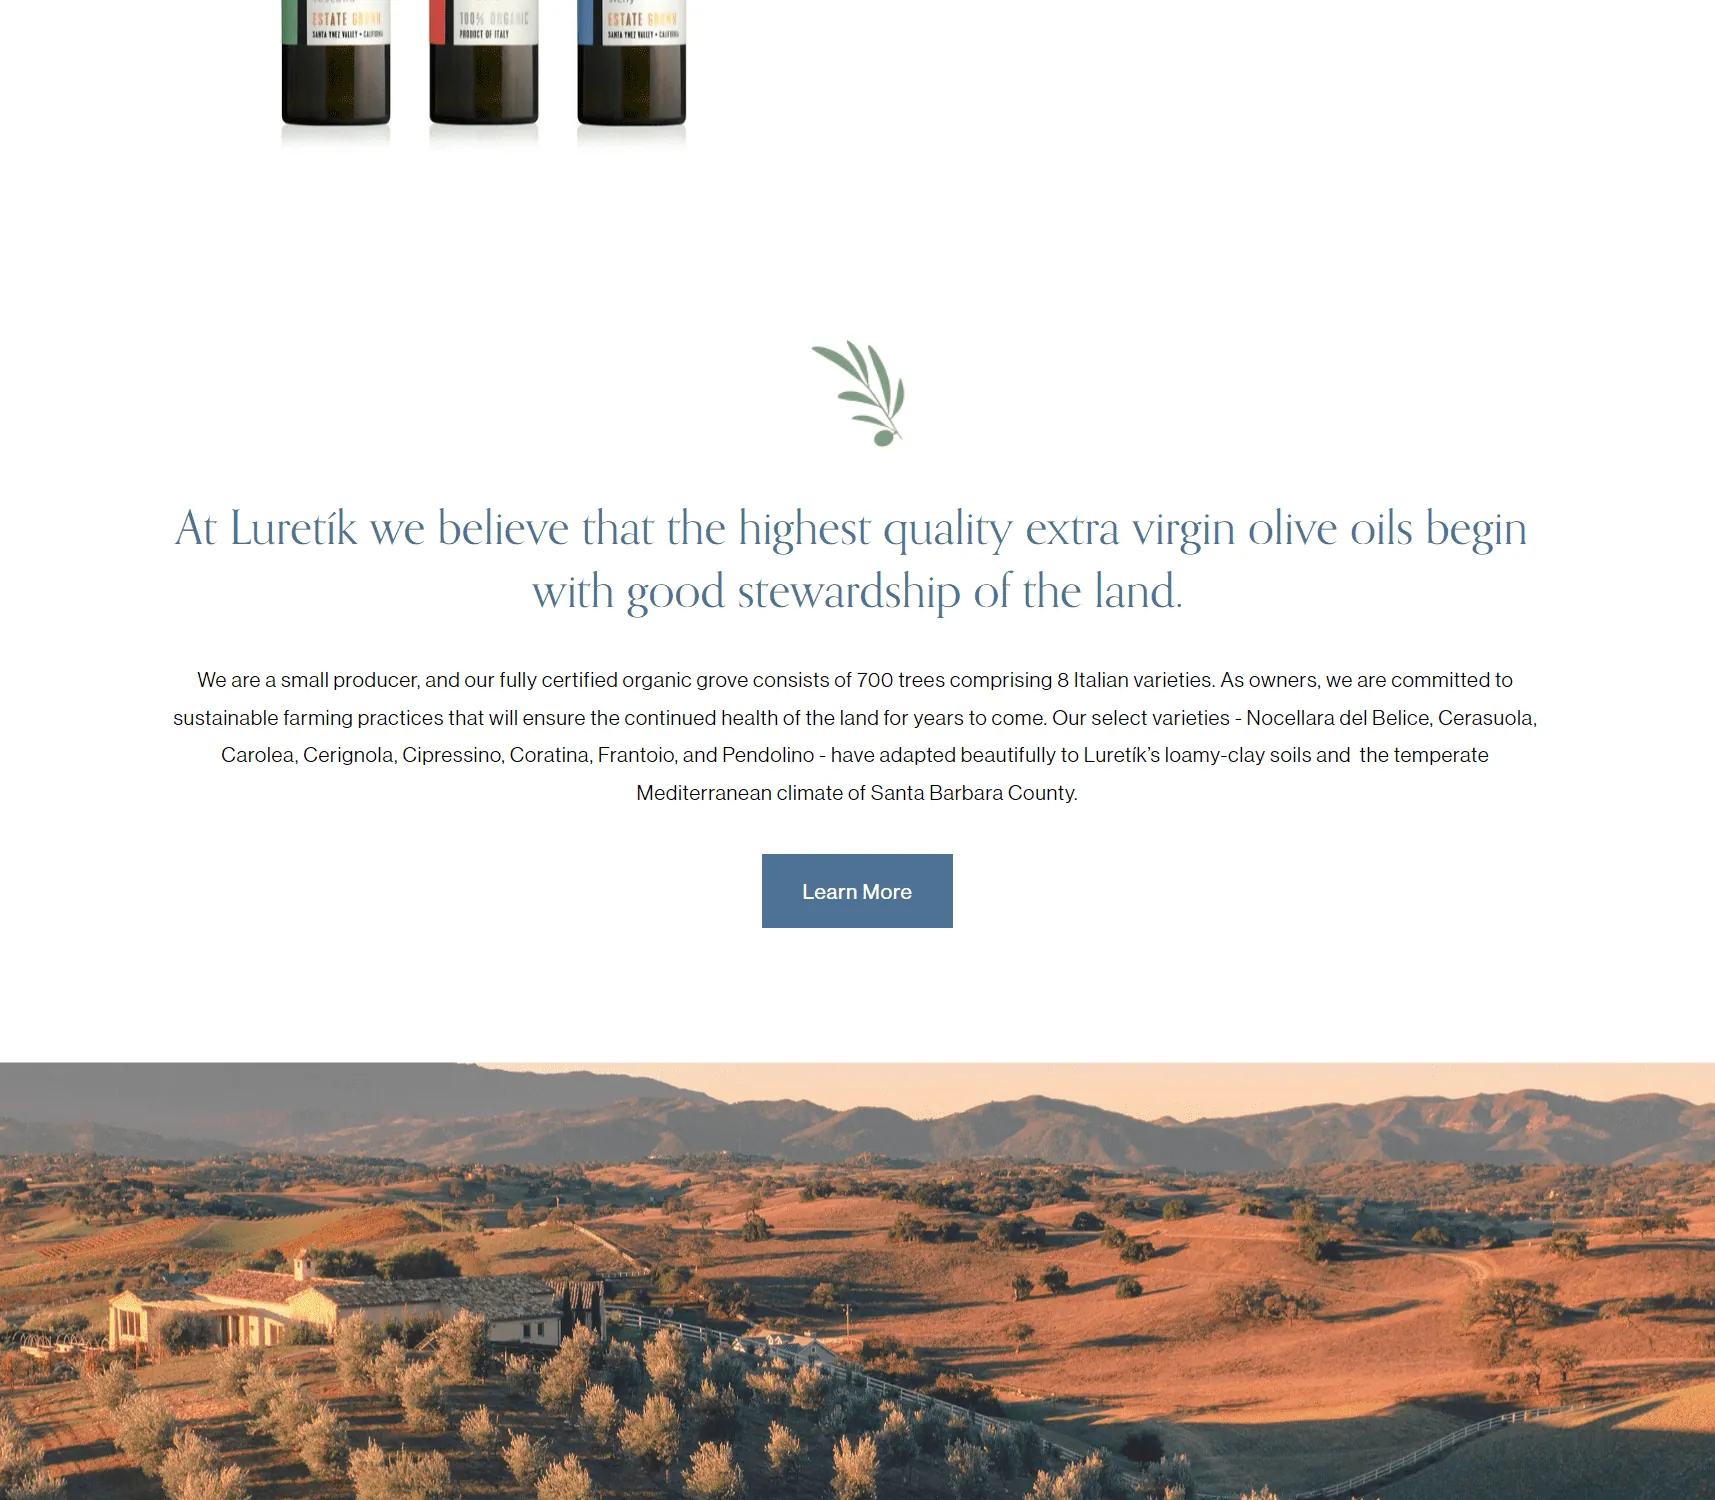 ESTATE GROWN
SANTA YNEZ VALLEY • CALIFORNIA
100% ORGANIC
PRODUCT OF ITALY
ESTATE GROWN
SANTA YNEZ VALLEY • CALIFORNIA
At Luretík we believe that the highest quality extra virgin olive oils begin
with good stewardship of the land.
We are a small producer, and our fully certified organic grove consists of 700 trees comprising 8 Italian varieties. As owners, we are committed to
sustainable farming practices that will ensure the continued health of the land for years to come. Our select varieties - Nocellara del Belice, Cerasuola,
Carolea, Cerignola, Cipressino, Coratina, Frantoio, and Pendolino - have adapted beautifully to Luretík’s loamy-clay soils and  the temperate
Mediterranean climate of Santa Barbara County.
Learn More